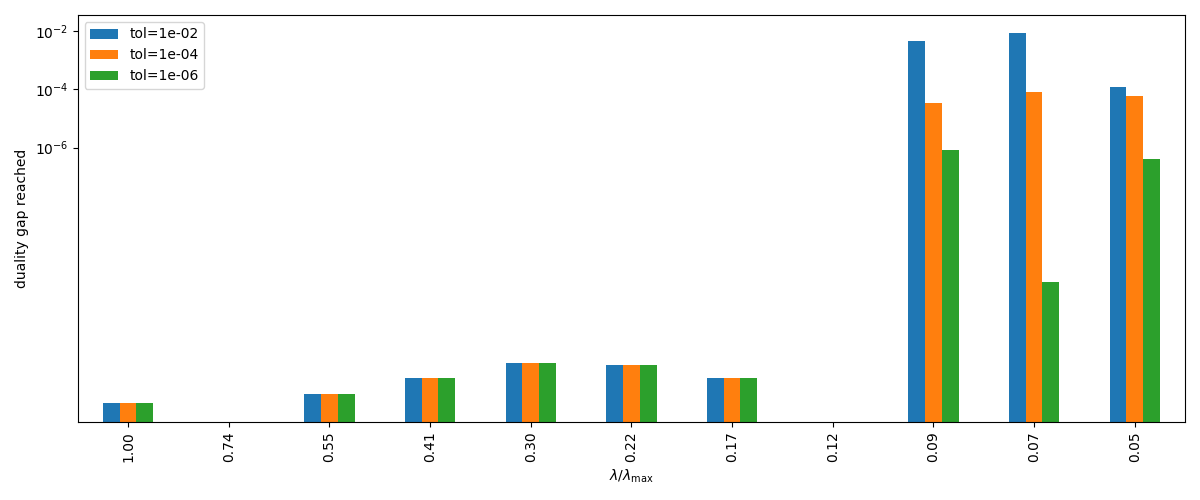 duality gap reached
10⁻²
10⁻⁴
10⁻⁶
tol=1e-02
tol=1e-04
tol=1e-06
1.00 0.74 0.55 0.41 0.30 0.22 0.17 0.12 0.09 0.07 0.05
λ/λmax